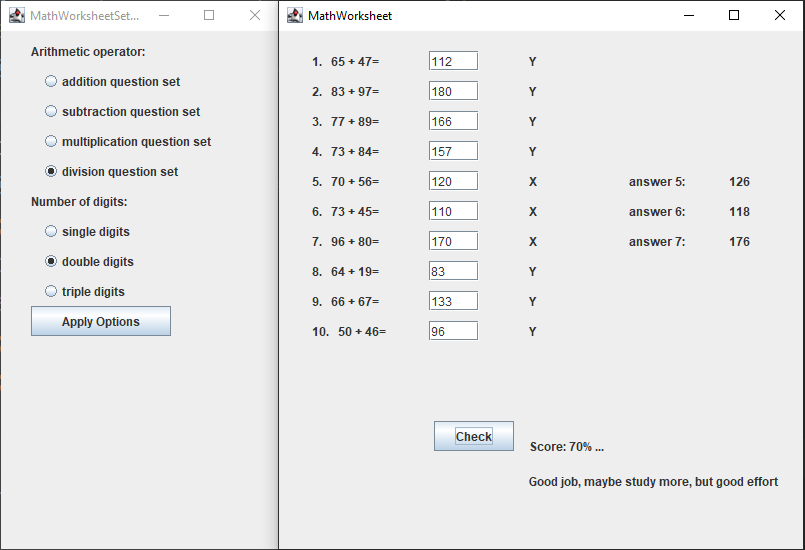 MathWorksheetSet...
Arithmetic operator:
addition question set
subtraction question set
multiplication question set
division question set
Number of digits:
single digits
double digits
triple digits
Apply Options
MathWorksheet
1. 65 + 47= 112 Y
2. 83 + 97= 180 Y
3. 77 + 89= 166 Y
4. 73 + 84= 157 Y
5. 70 + 56= 120 X answer 5: 126
6. 73 + 45= 110 X answer 6: 118
7. 96 + 80= 170 X answer 7: 176
8. 64 + 19= 83 Y
9. 66 + 67= 133 Y
10. 50 + 46= 96 Y
Check
Score: 70% ...
Good job, maybe study more, but good effort